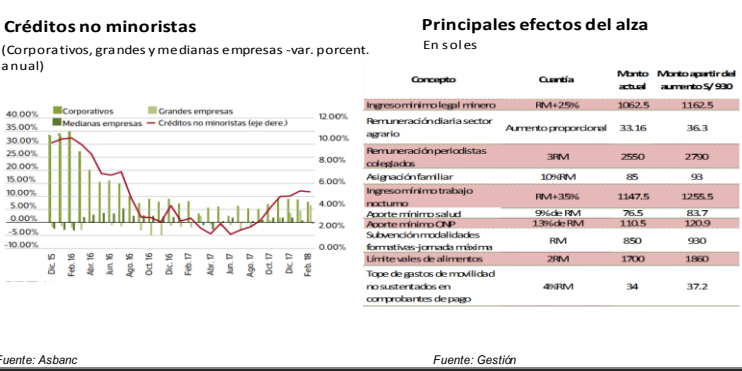 Créditos no minoristas
(Corporativos, grandes y medianas empresas -var. porcent.
anual)
Corporativos
Grandes empresas
Medianas empresas
Créditos no minoristas (eje dere.)
40.00%
35.00%
30.00%
25.00%
20.00%
15.00%
10.00%
5.00%
0.00%
-5.00%
-10.00%
12.00%
10.00%
8.00%
6.00%
4.00%
2.00%
0.00%
Dic. 15
Feb. 16
Abr. 16
Jun. 16
Ago. 16
Oct. 16
Dic. 16
Feb. 17
Abr. 17
Jun. 17
Ago. 17
Oct. 17
Dic. 17
Feb. 18
Fuente: Asbanc
Principales efectos del alza
En soles
Concepto Cuantía Monto actual Monto a partir del aumento S/ 930
Ingreso mínimo legal minero RM+25% 1062.5 1162.5
Remuneración diaria sector
agrario Aumento proporcional 33.16 36.3
Remuneración periodistas
colegiados 3RM 2550 2790
Asignación familiar 10%RM 85 93
Ingreso mínimo trabajo
nocturno RM+35% 1147.5 1255.5
Aporte mínimo salud 9% de RM 76.5 83.7
Aporte mínimo ONP 13% de RM 110.5 120.9
Subvención modalidades
formativas-jornada máxima RM 850 930
Límite vales de alimentos 2RM 1700 1860
Tope de gastos de movilidad
no sustentados en
comprobantes de pago 4%RM 34 37.2
Fuente: Gestión